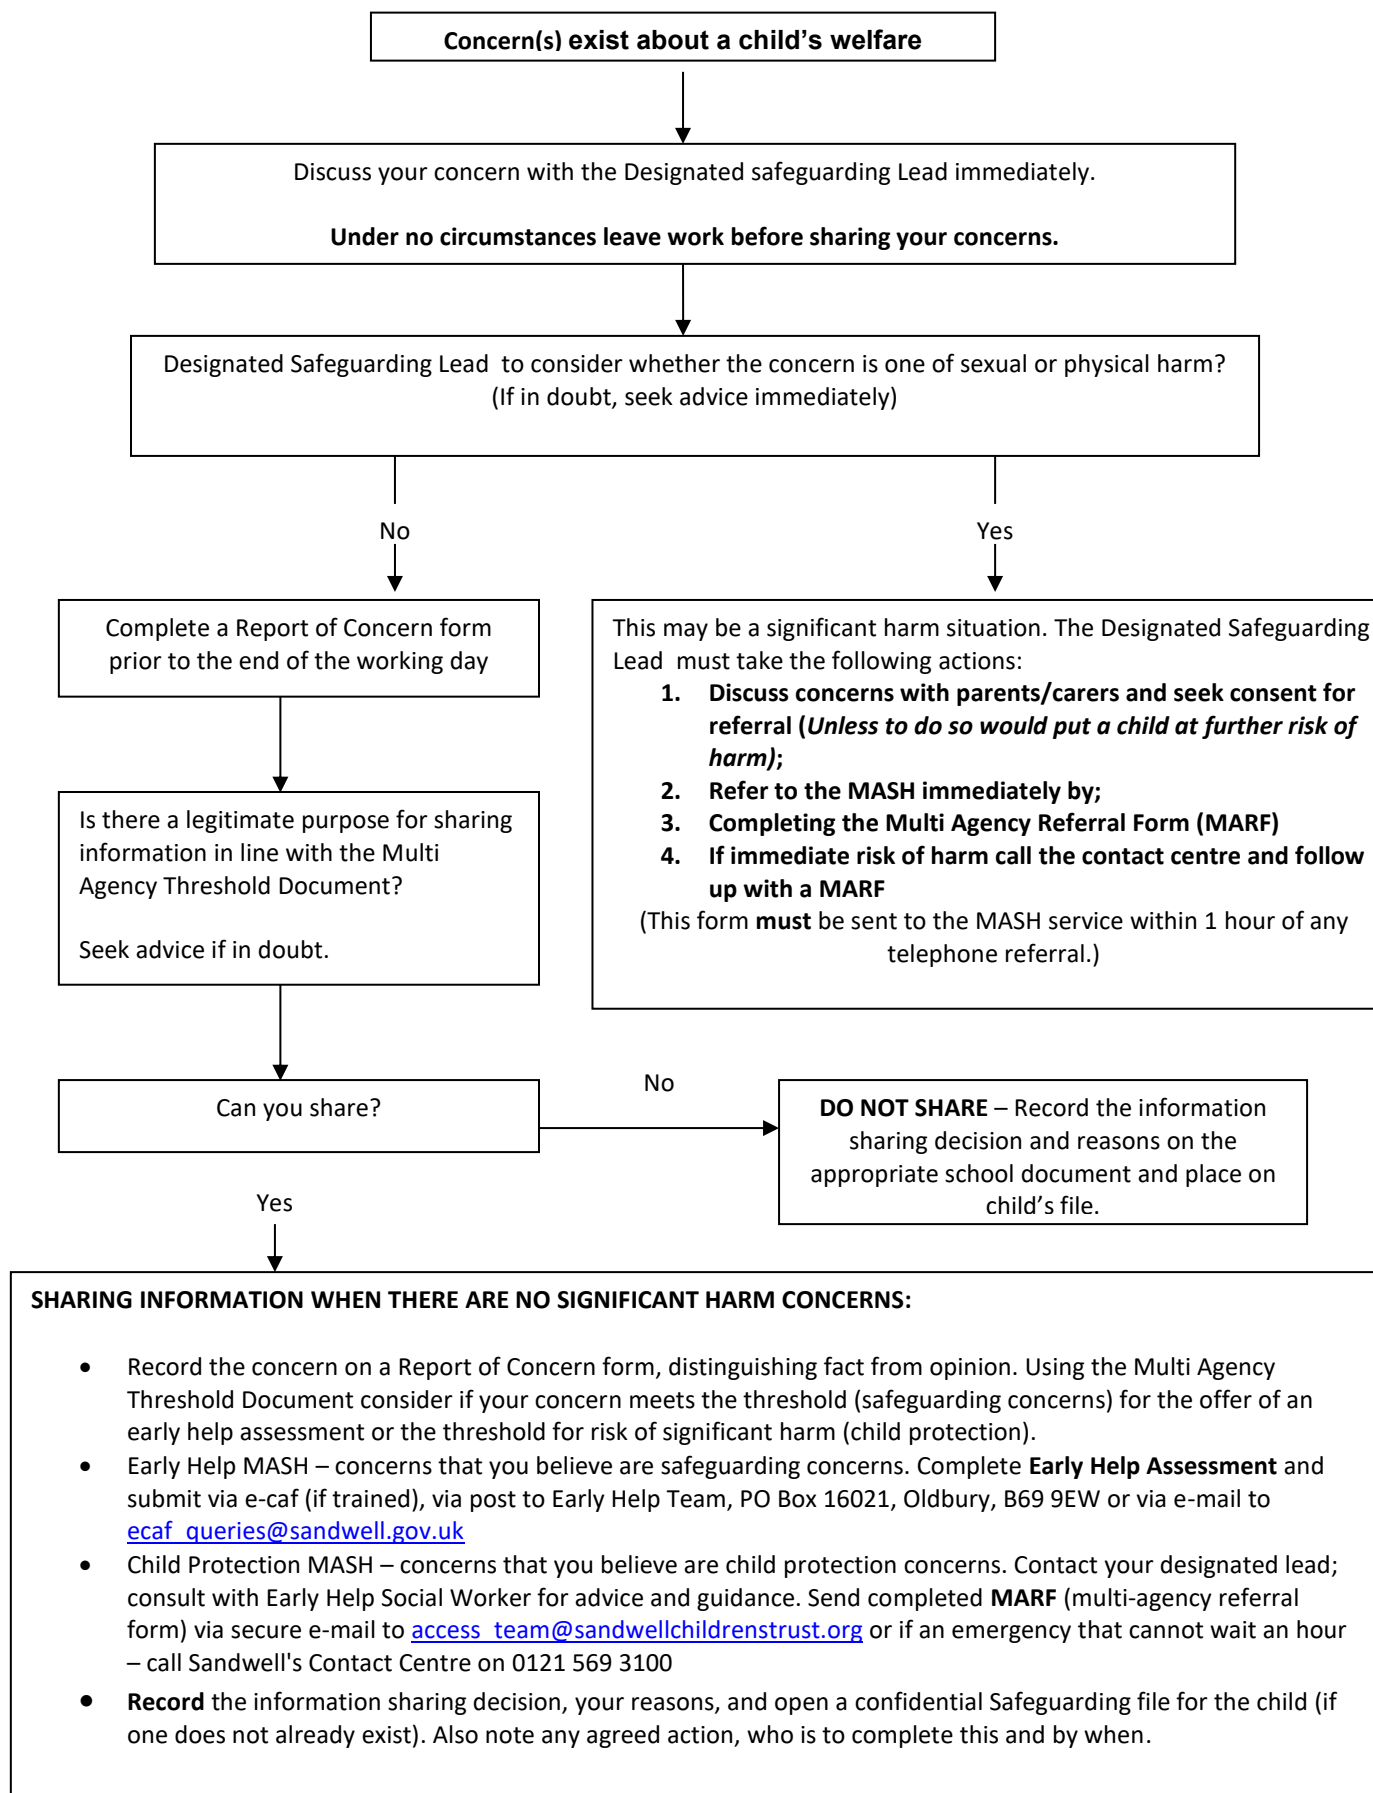 Concern(s) exist about a child's welfare
Discuss your concern with the Designated safeguarding Lead immediately.
Under no circumstances leave work before sharing your concerns.
Designated Safeguarding Lead  to consider whether the concern is one of sexual or physical harm?
(If in doubt, seek advice immediately)
No
Yes
Complete a Report of Concern form
prior to the end of the working day
This may be a significant harm situation. The Designated Safeguarding
Lead  must take the following actions:
1. Discuss concerns with parents/carers and seek consent for
referral (Unless to do so would put a child at further risk of
harm);
2. Refer to the MASH immediately by;
3. Completing the Multi Agency Referral Form (MARF)
4. If immediate risk of harm call the contact centre and follow
up with a MARF
(This form must be sent to the MASH service within 1 hour of any
telephone referral.)
Is there a legitimate purpose for sharing
information in line with the Multi
Agency Threshold Document?
Seek advice if in doubt.
Can you share?
No
DO NOT SHARE – Record the information
sharing decision and reasons on the
appropriate school document and place on
child's file.
Yes
SHARING INFORMATION WHEN THERE ARE NO SIGNIFICANT HARM CONCERNS:
• Record the concern on a Report of Concern form, distinguishing fact from opinion. Using the Multi Agency
Threshold Document consider if your concern meets the threshold (safeguarding concerns) for the offer of an
early help assessment or the threshold for risk of significant harm (child protection).
• Early Help MASH – concerns that you believe are safeguarding concerns. Complete Early Help Assessment and
submit via e-caf (if trained), via post to Early Help Team, PO Box 16021, Oldbury, B69 9EW or via e-mail to
ecaf_queries@sandwell.gov.uk
• Child Protection MASH – concerns that you believe are child protection concerns. Contact your designated lead;
consult with Early Help Social Worker for advice and guidance. Send completed MARF (multi-agency referral
form) via secure e-mail to access_team@sandwellchildrenstrust.org or if an emergency that cannot wait an hour
– call Sandwell's Contact Centre on 0121 569 3100
• Record the information sharing decision, your reasons, and open a confidential Safeguarding file for the child (if
one does not already exist). Also note any agreed action, who is to complete this and by when.